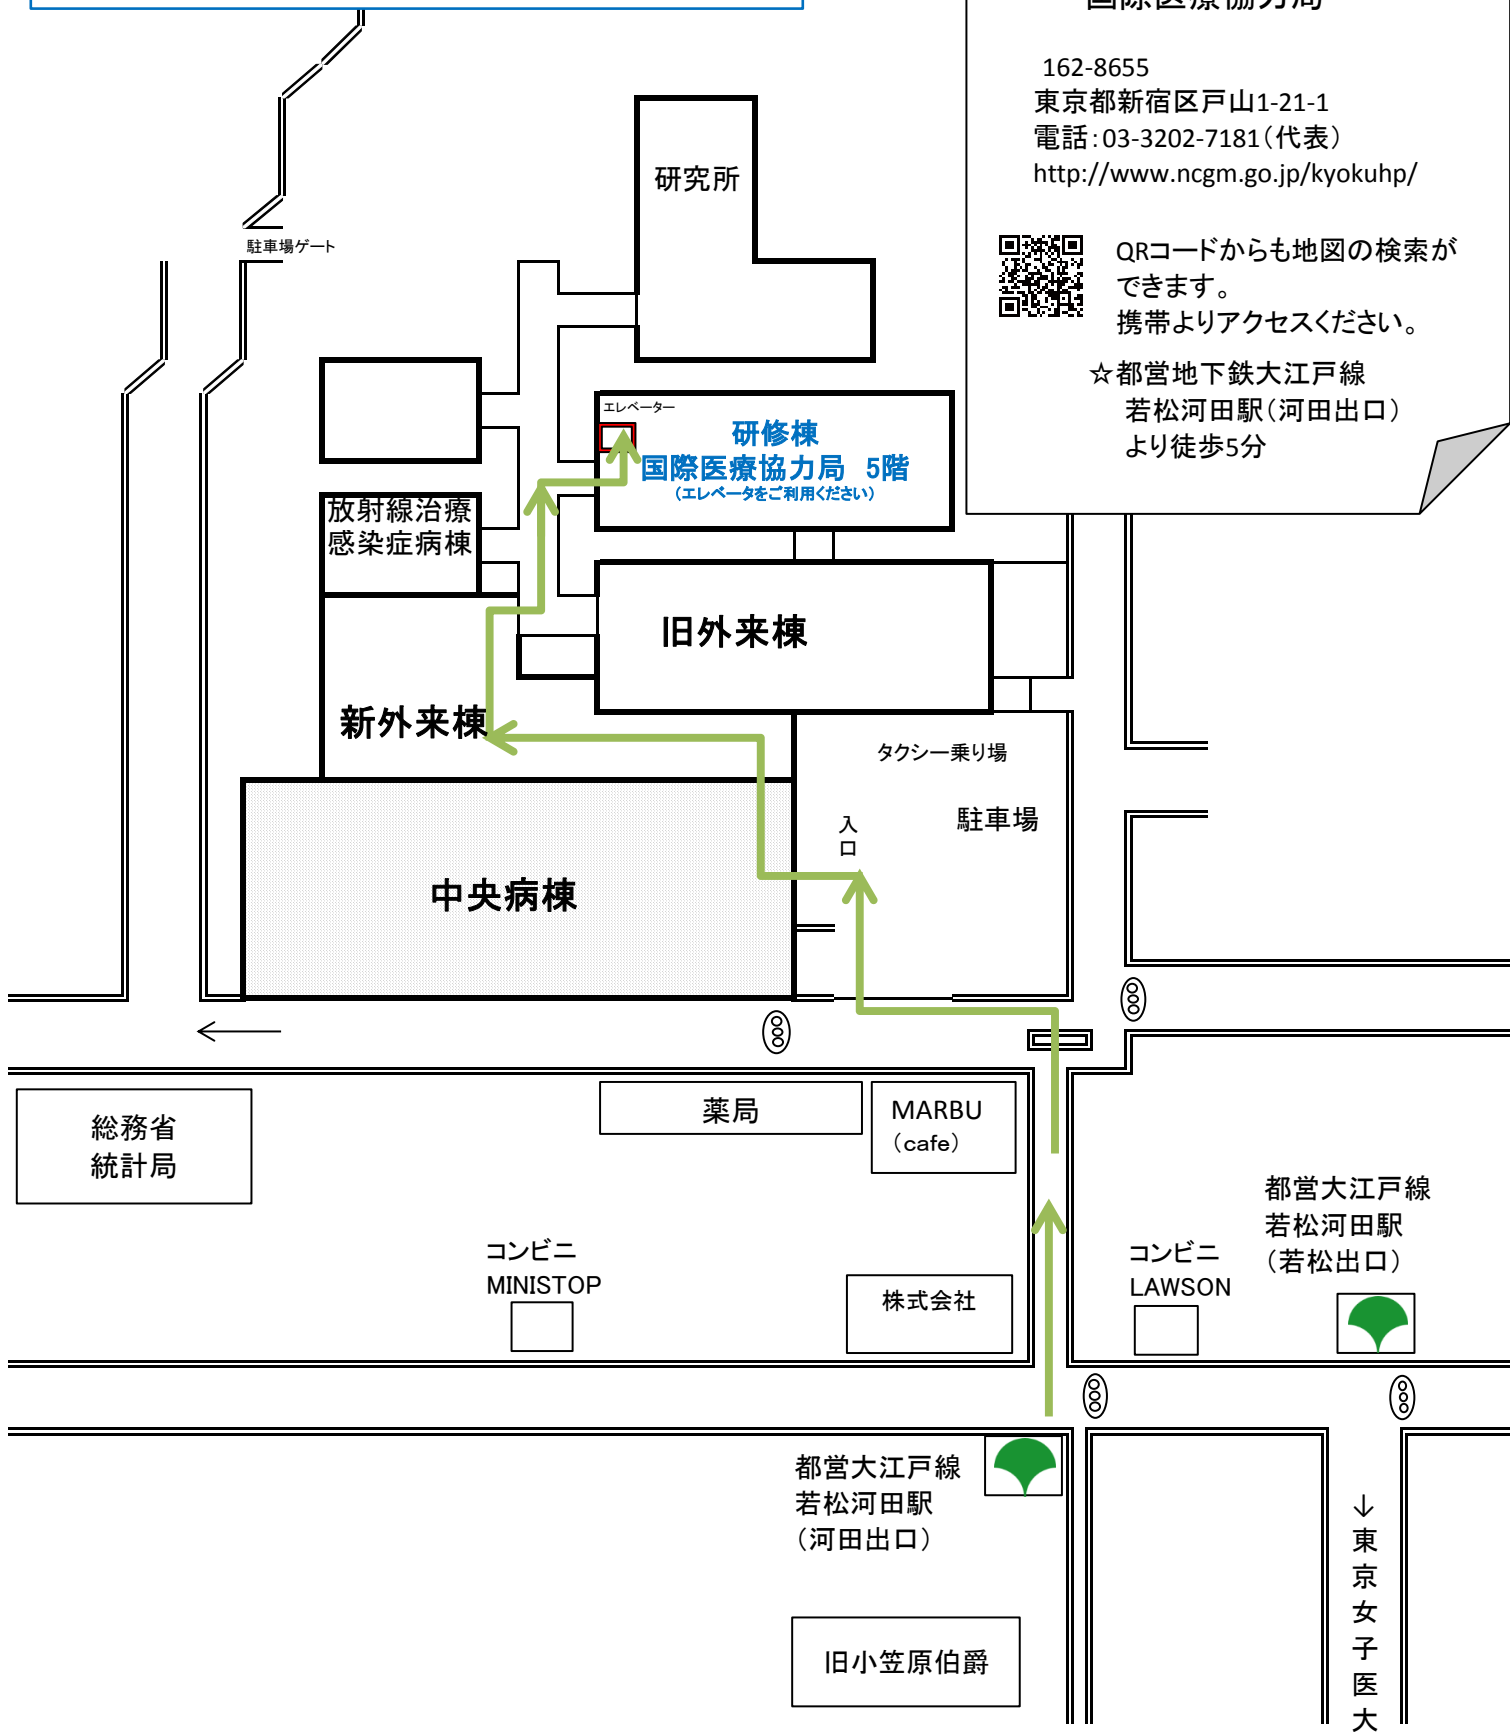 国際医療協力局
162-8655
東京都新宿区戸山1-21-1
電話：03-3202-7181（代表）
http://www.ncgm.go.jp/kyokuhp/
QRコードからも地図の検索が
できます。
携帯よりアクセスください。
☆都営地下鉄大江戸線
若松河田駅（河田出口）
より徒歩5分
研究所
駐車場ゲート
エレベーター
研修棟
国際医療協力局　5階
（エレベータをご利用ください）
放射線治療
感染症病棟
旧外来棟
新外来棟
タクシー乗り場
駐車場
入口
中央病棟
総務省
統計局
薬局
MARBU
（cafe）
都営大江戸線
若松河田駅
（若松出口）
コンビニ
MINISTOP
コンビニ
LAWSON
株式会社
都営大江戸線
若松河田駅
（河田出口）
↓東京女子医大
旧小笠原伯爵